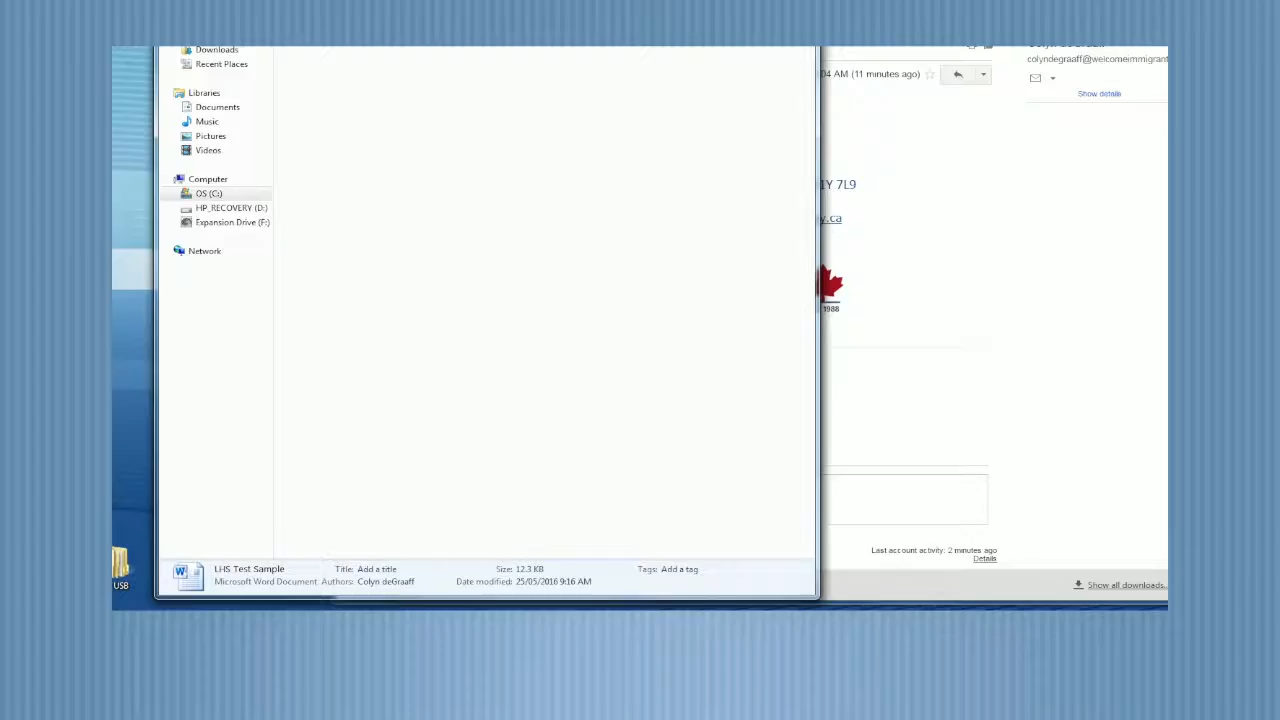 Downloads
Recent Places
Libraries
Documents
Music
Pictures
Videos
Computer
OS (C:)
HP_RECOVERY (D:)
Expansion Drive (F:)
Network
LHS Test Sample
Microsoft Word Document
Title: Add a title
Authors: Colyn deGraaff
Size: 12.3 KB
Date modified: 25/05/2016 9:16 AM
Tags: Add a tag
USB
04 AM (11 minutes ago)
1Y 7L9
y.ca
1988
Last account activity: 2 minutes ago
Details
colyndegraaff@welcomeimmigrant
Show details
Show all downloads...